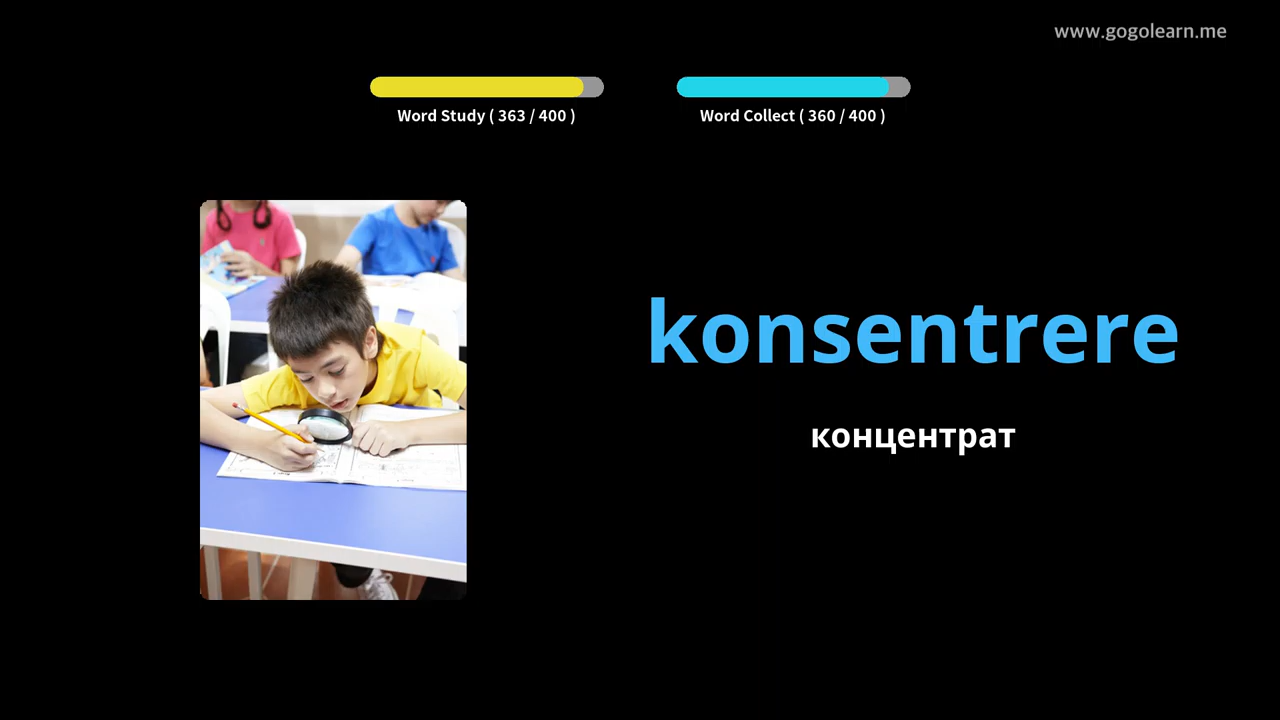 www.gogolearn.me
Word Study ( 363 / 400 )
Word Collect ( 360 / 400 )
konsentrere
концентрат